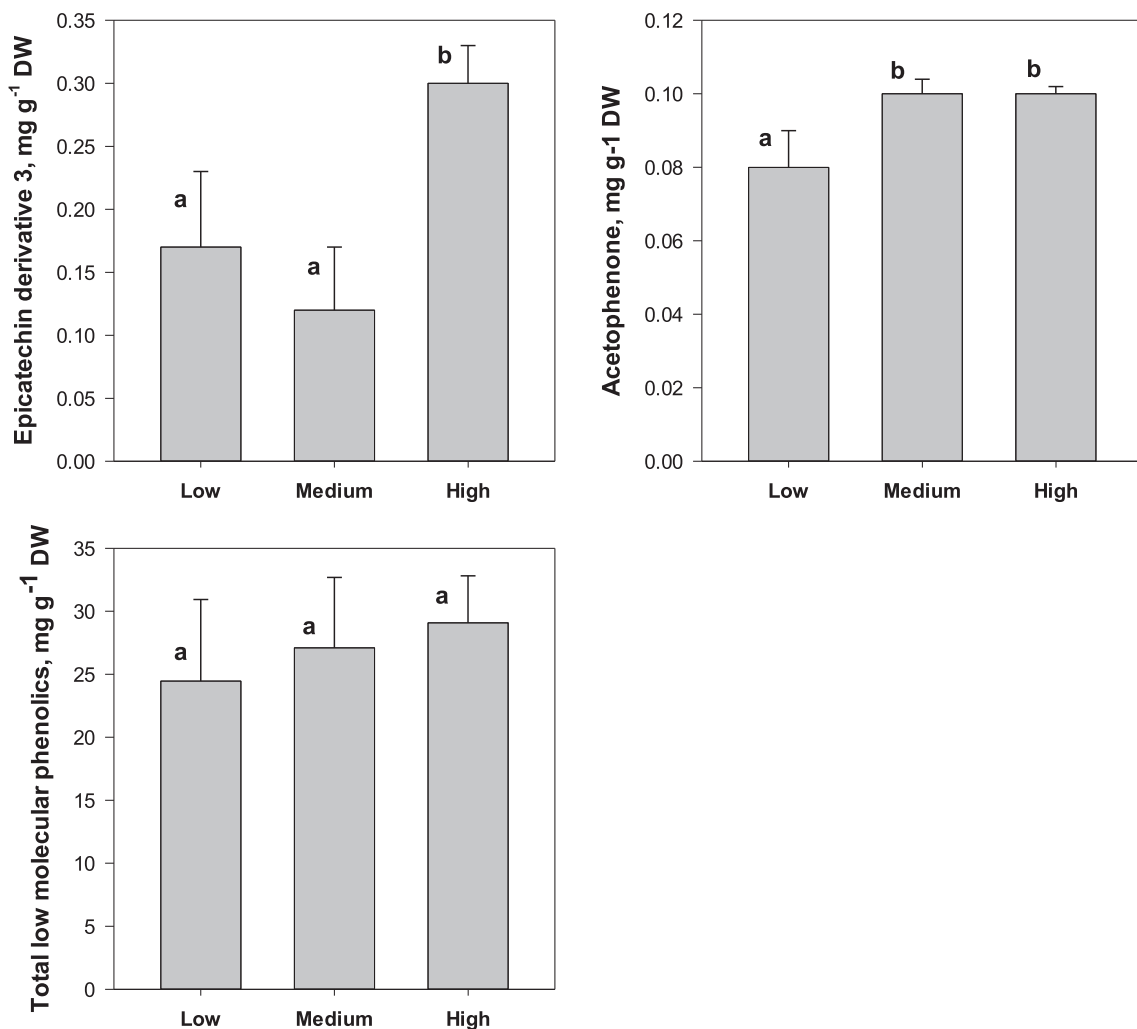 Epicatechin derivative 3, mg g⁻¹ DW
0.35
0.30
0.25
0.20
0.15
0.10
0.05
0.00
a
a
b
Low Medium High
Acetophenone, mg g-1 DW
0.12
0.10
0.08
0.06
0.04
0.02
0.00
a
b
b
Low Medium High
Total low molecular phenolics, mg g⁻¹ DW
35
30
25
20
15
10
5
0
a
a
a
Low Medium High